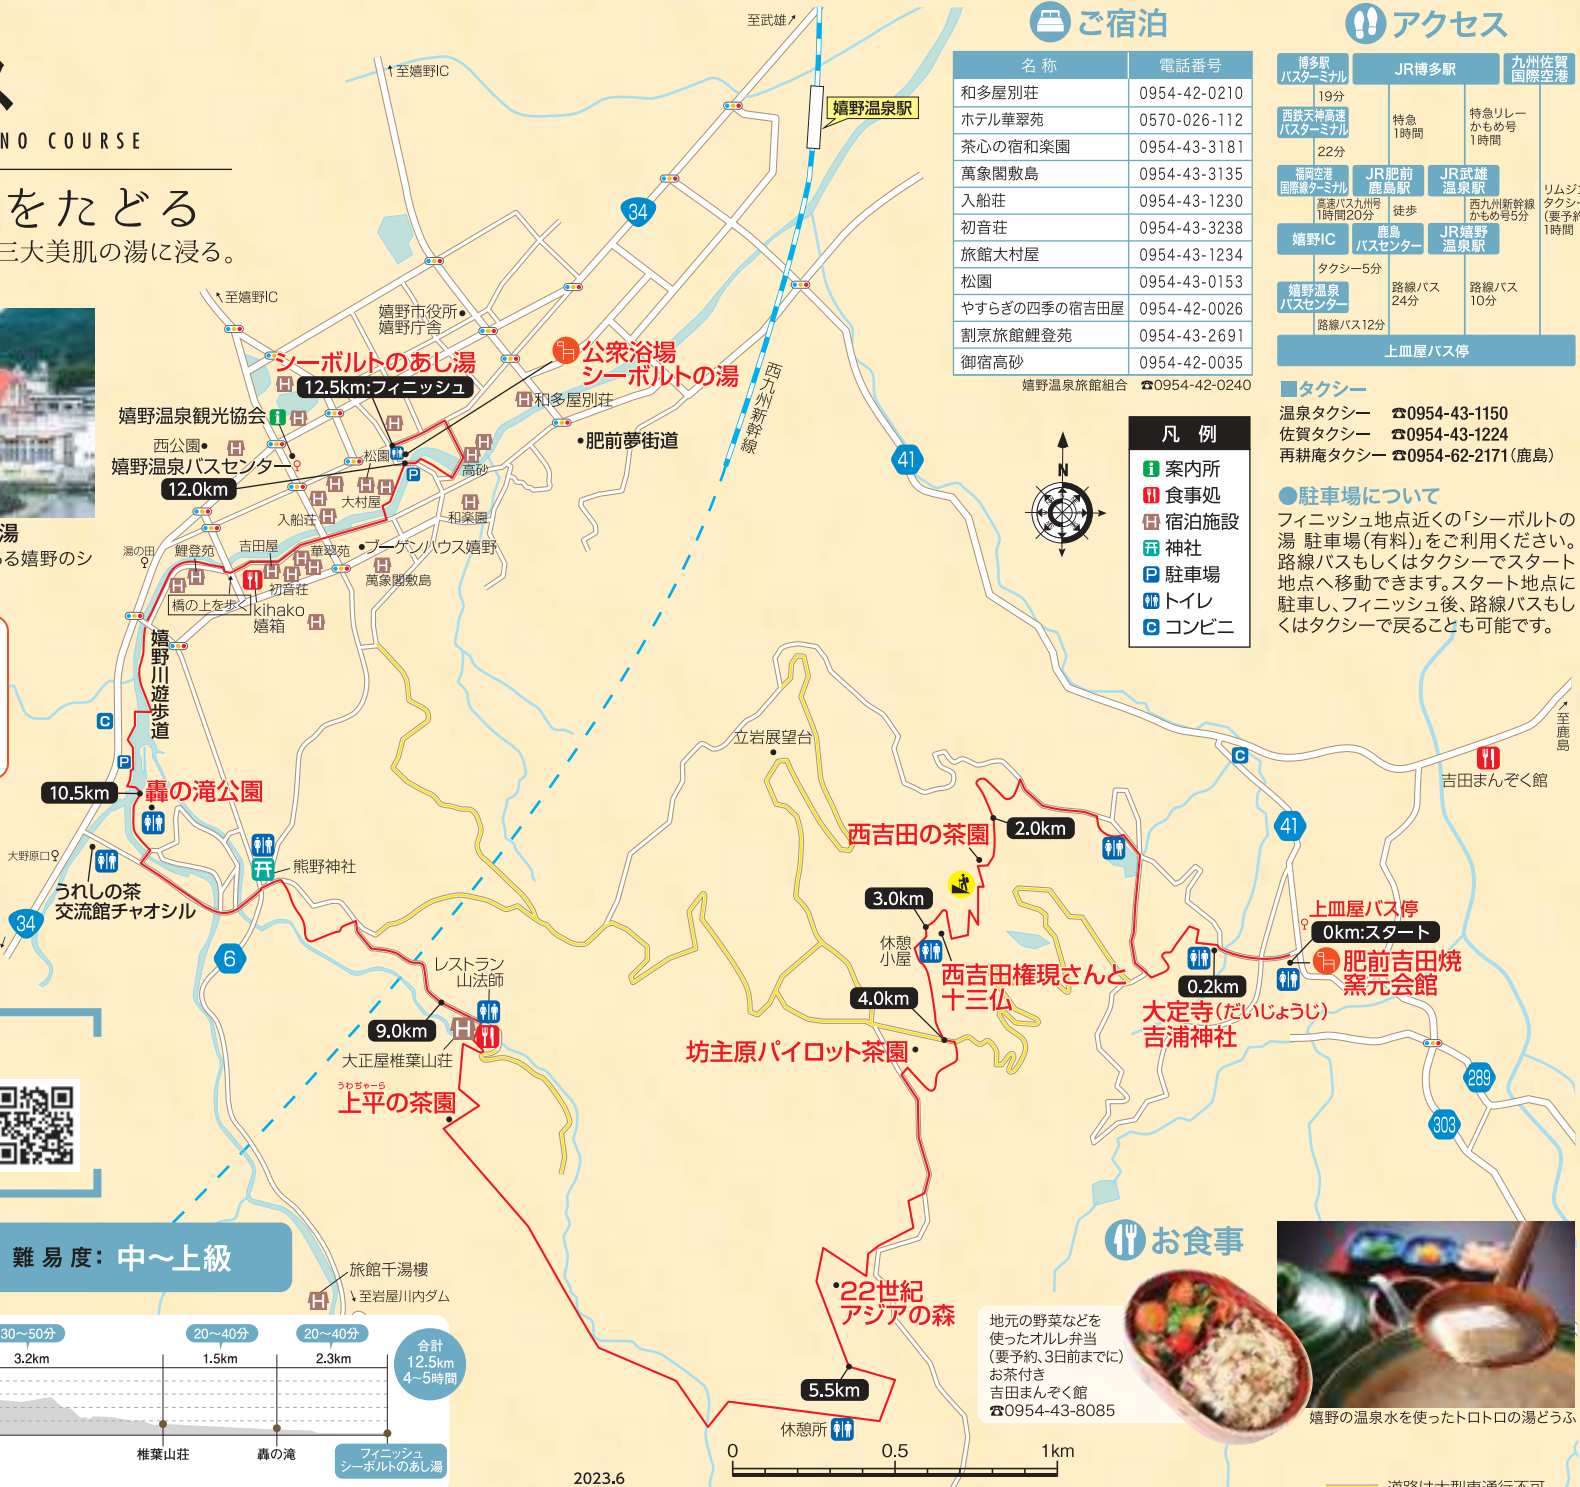 ス
NO COURSE
をたどる
三大美肌の湯に浸る。
湯
ある嬉野のシ
至武雄
至嬉野IC
至嬉野IC
嬉野温泉駅
34
嬉野市役所
嬉野庁舎
シーボルトのあし湯
12.5km:フィニッシュ
公衆浴場
シーボルトの湯
和多屋別荘
西九州新幹線
嬉野温泉観光協会
西公園
嬉野温泉バスセンター
12.0km
松園
高砂
大村屋
入船荘
和楽園
肥前夢街道
湯の田
鯉登苑
吉田屋
華翠苑
ブーゲンハウス嬉野
初音荘
萬象閣敷島
橋の上を歩く
kihako
嬉箱
嬉野川遊歩道
10.5km
轟の滝公園
大野原口
うれしの茶
交流館チャオシル
熊野神社
34
6
レストラン
山法師
9.0km
大正屋椎葉山荘
うわぢゃーら
上平の茶園
立岩展望台
西吉田の茶園
2.0km
3.0km
休憩
小屋
西吉田権現さんと
十三仏
4.0km
坊主原パイロット茶園
41
41
至鹿島
吉田まんぞく館
上皿屋バス停
0km:スタート
肥前吉田焼
窯元会館
0.2km
大定寺(だいじょうじ)
吉浦神社
289
303
22世紀
アジアの森
5.5km
休憩所
0 0.5 1km
2023.6
ご宿泊
名 称 電話番号
和多屋別荘 0954-42-0210
ホテル華翠苑 0570-026-112
茶心の宿和楽園 0954-43-3181
萬象閣敷島 0954-43-3135
入船荘 0954-43-1230
初音荘 0954-43-3238
旅館大村屋 0954-43-1234
松園 0954-43-0153
やすらぎの四季の宿吉田屋 0954-42-0026
割烹旅館鯉登苑 0954-43-2691
御宿高砂 0954-42-0035
嬉野温泉旅館組合 ☎0954-42-0240
凡 例
案内所
食事処
宿泊施設
神社
P 駐車場
トイレ
C コンビニ
N
アクセス
博多駅
バスターミナル
JR博多駅
九州佐賀
国際空港
19分
西鉄天神高速
バスターミナル
特急
1時間
特急リレー
かもめ号
1時間
22分
福岡空港
国際線ターミナル
JR肥前
鹿島駅
JR武雄
温泉駅
高速バス九州号
1時間20分
徒歩
西九州新幹線
かもめ号5分
リムジン
タクシー
(要予約
1時間
嬉野IC
鹿島
バスセンター
JR嬉野
温泉駅
タクシー5分
嬉野温泉
バスセンター
路線バス
24分
路線バス
10分
路線バス12分
上皿屋バス停
■タクシー
温泉タクシー ☎0954-43-1150
佐賀タクシー ☎0954-43-1224
再耕庵タクシー ☎0954-62-2171(鹿島)
●駐車場について
フィニッシュ地点近くの「シーボルトの
湯 駐車場(有料)」をご利用ください。
路線バスもしくはタクシーでスタート
地点へ移動できます。スタート地点に
駐車し、フィニッシュ後、路線バスもし
くはタクシーで戻ることも可能です。
お食事
地元の野菜などを
使ったオルレ弁当
(要予約、3日前までに)
お茶付き
吉田まんぞく館
☎0954-43-8085
嬉野の温泉水を使ったトロトロの湯どうふ
道路は大型車通行不可
難易度:中〜上級
旅館千湯樓
至岩屋川内ダム
30〜50分 20〜40分 20〜40分
3.2km 1.5km 2.3km
合計
12.5km
4〜5時間
椎葉山荘
轟の滝
フィニッシュ
シーボルトのあし湯